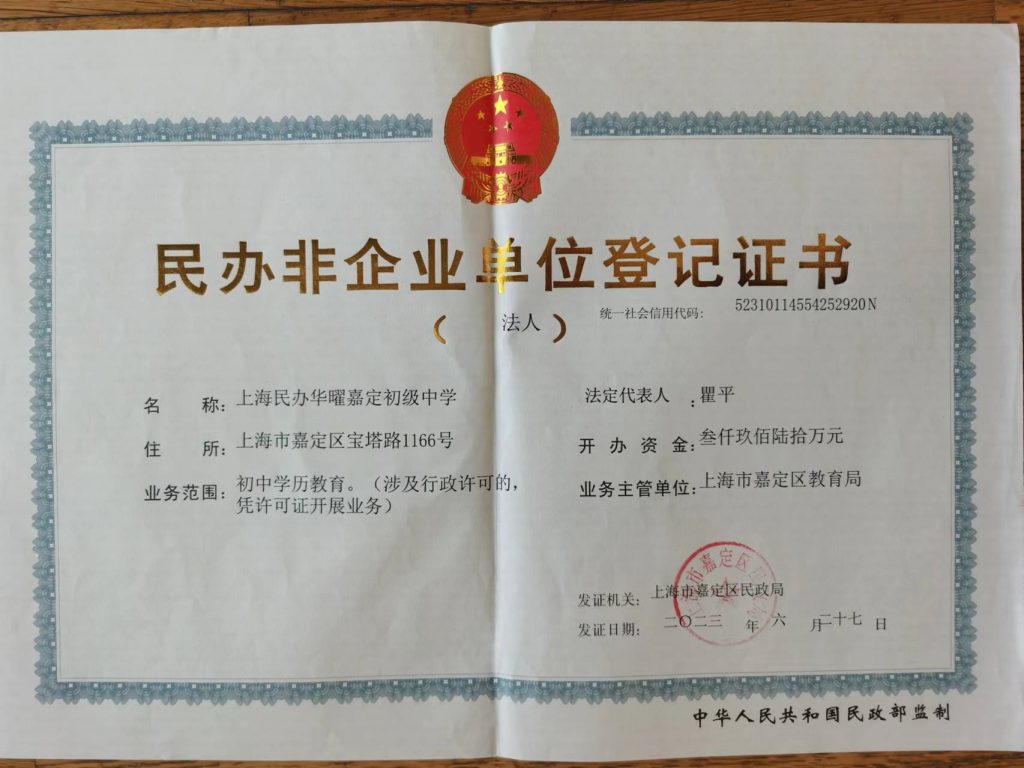 民办非企业单位登记证书
（法人）
统一社会信用代码: 52310114554252920N
名称: 上海民办华曜嘉定初级中学
住所: 上海市嘉定区宝塔路1166号
业务范围: 初中学历教育。（涉及行政许可的,
凭许可证开展业务）
法定代表人: 瞿平
开办资金: 叁仟玖佰陆拾万元
业务主管单位: 上海市嘉定区教育局
发证机关: 上海市嘉定区民政局
发证日期: 二〇二三年六月二十七日
中华人民共和国民政部监制